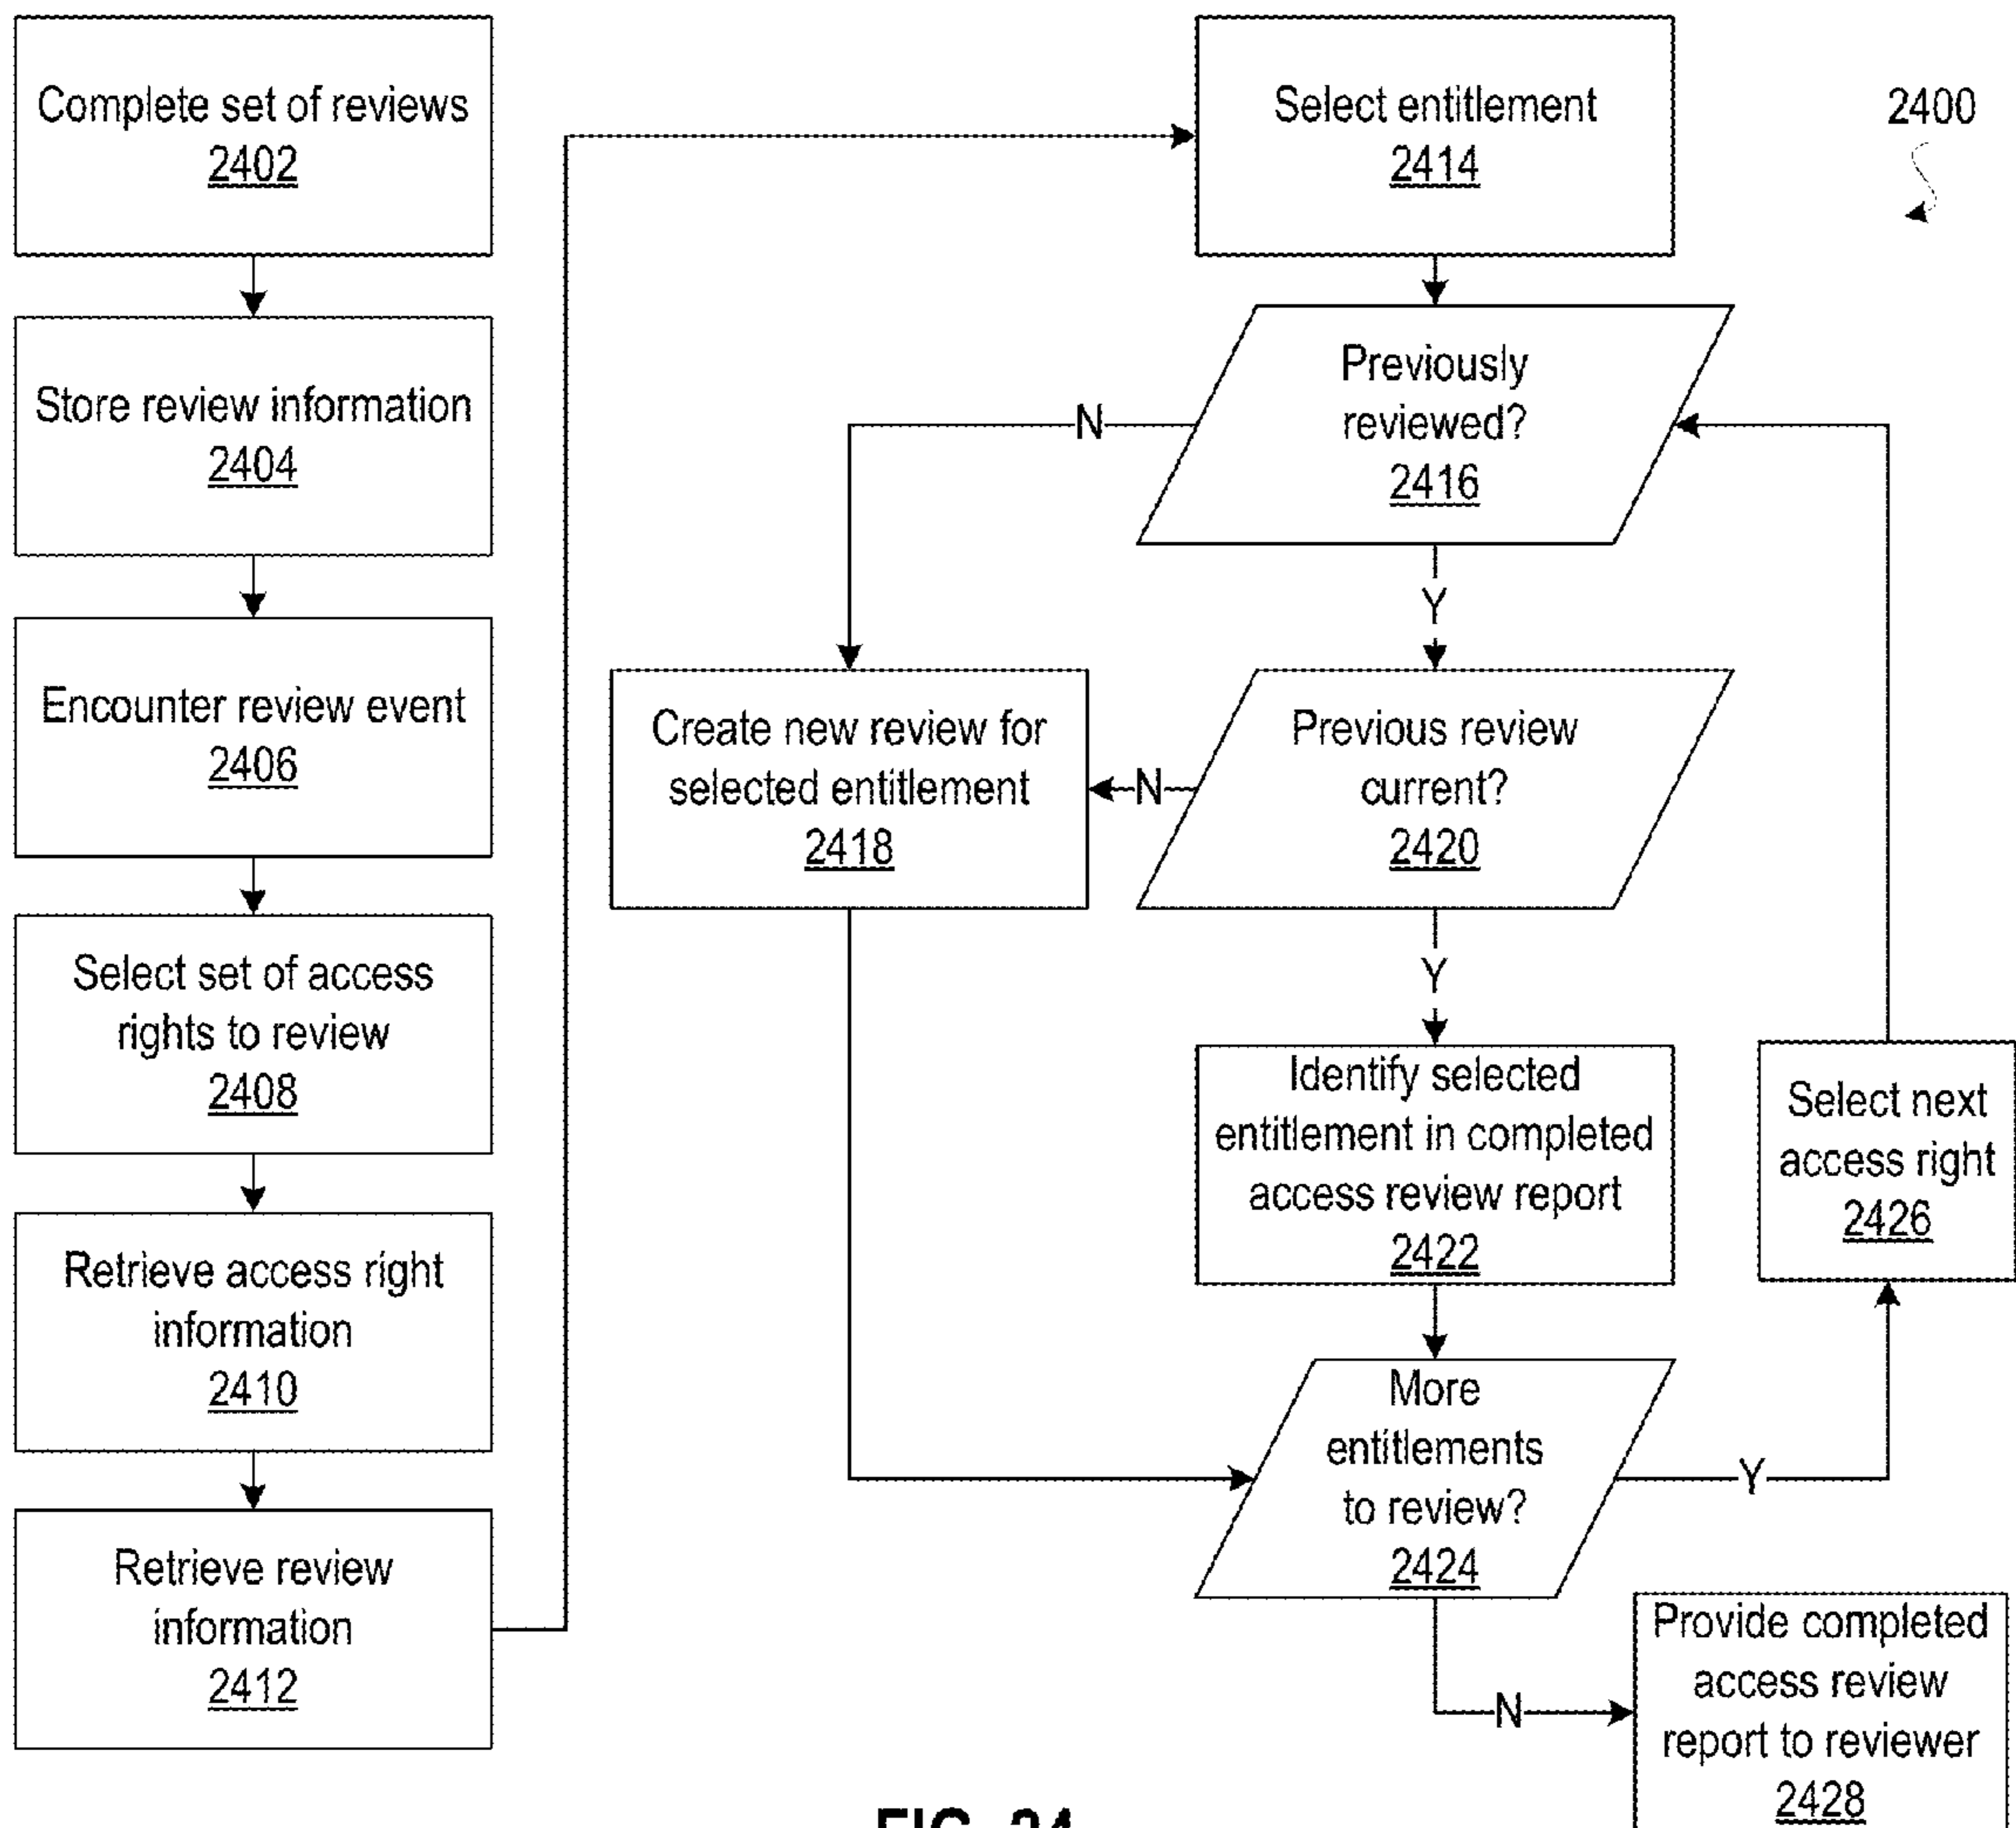 Complete set of reviews
2402
Store review information
2404
Encounter review event
2406
Select set of access
rights to review
2408
Retrieve access right
information
2410
Retrieve review
information
2412
Select entitlement
2414
2400
Previously
reviewed?
2416
N
Y
Create new review for
selected entitlement
2418
N
Previous review
current?
2420
Y
Identify selected
entitlement in completed
access review report
2422
Select next
access right
2426
More
entitlements
to review?
2424
Y
N
Provide completed
access review
report to reviewer
2428
FIG. 24